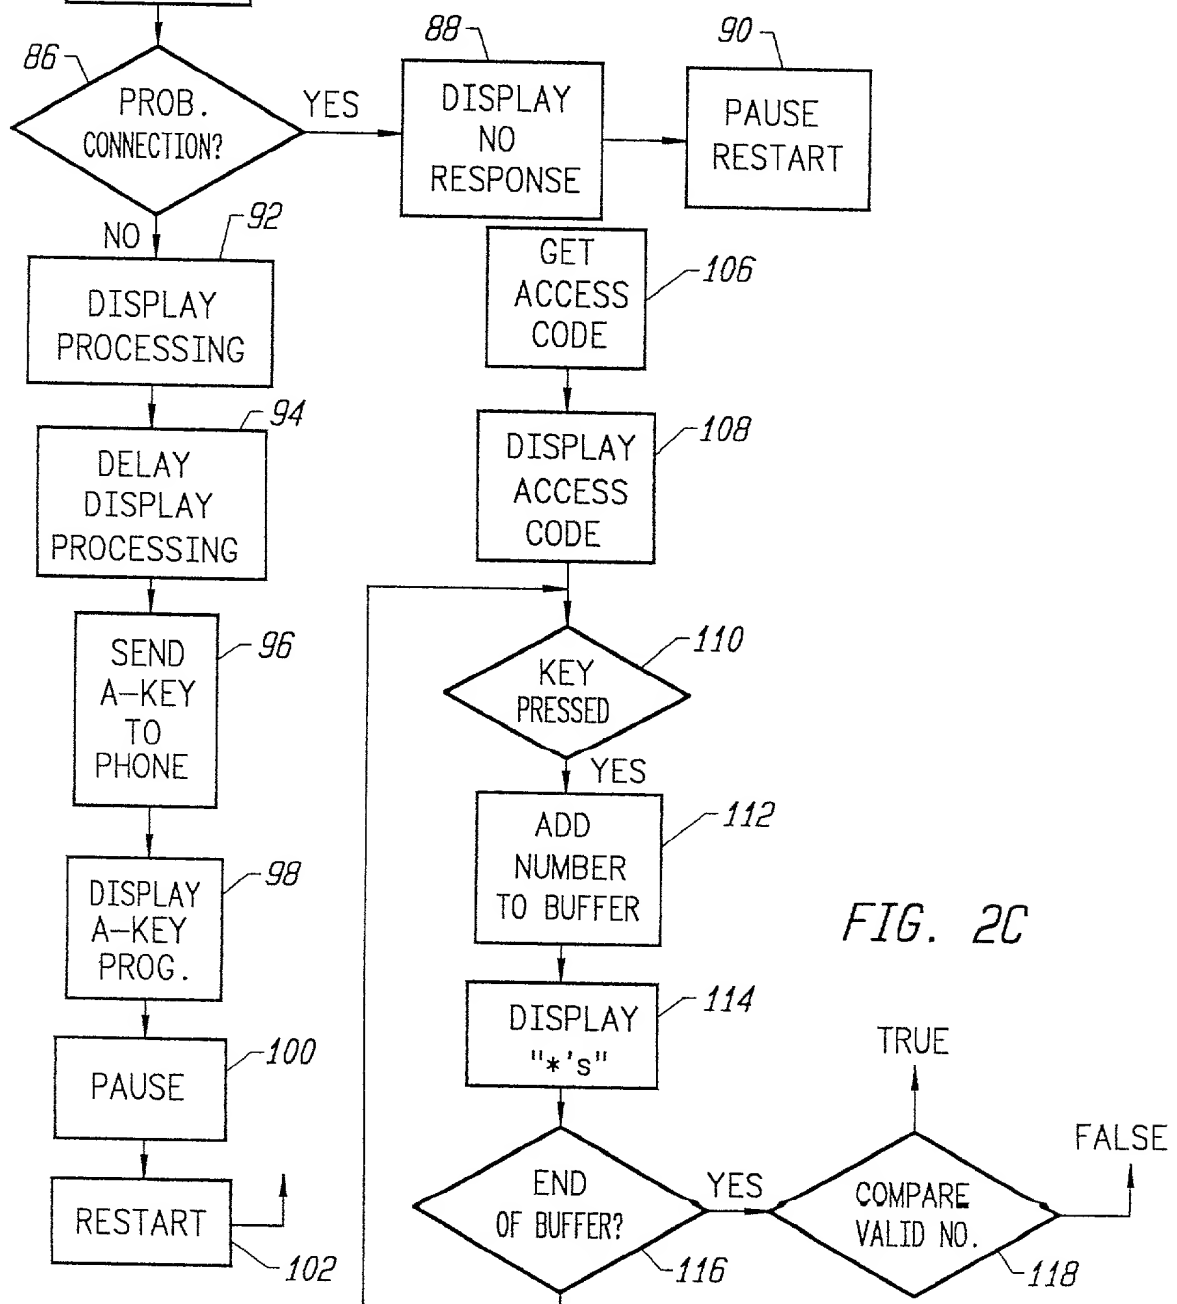 86
PROB.
CONNECTION?
YES
88
DISPLAY
NO
RESPONSE
90
PAUSE
RESTART
NO
92
DISPLAY
PROCESSING
94
DELAY
DISPLAY
PROCESSING
96
SEND
A-KEY
TO
PHONE
98
DISPLAY
A-KEY
PROG.
100
PAUSE
RESTART
102
GET
ACCESS
CODE
106
DISPLAY
ACCESS
CODE
108
KEY
PRESSED
110
YES
ADD
NUMBER
TO BUFFER
112
DISPLAY
"*'s"
114
END
OF BUFFER?
116
YES
COMPARE
VALID NO.
118
TRUE
FALSE
FIG. 2C